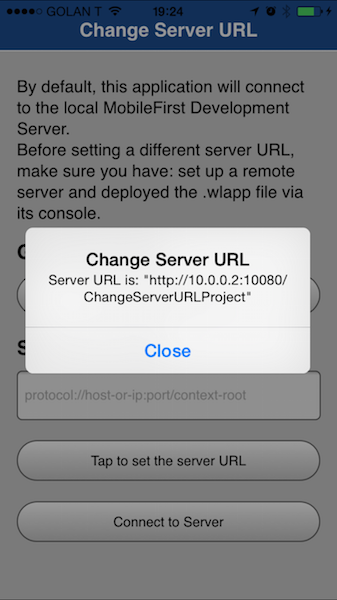 GOLAN T 19:24
Change Server URL
By default, this application will connect
to the local MobileFirst Development
Server.
Before setting a different server URL,
make sure you have: set up a remote
server and deployed the .wlapp file via
its console.
Change Server URL
Server URL is: "http://10.0.0.2:10080/
ChangeServerURLProject"
Close
protocol://host-or-ip:port/context-root
Tap to set the server URL
Connect to Server